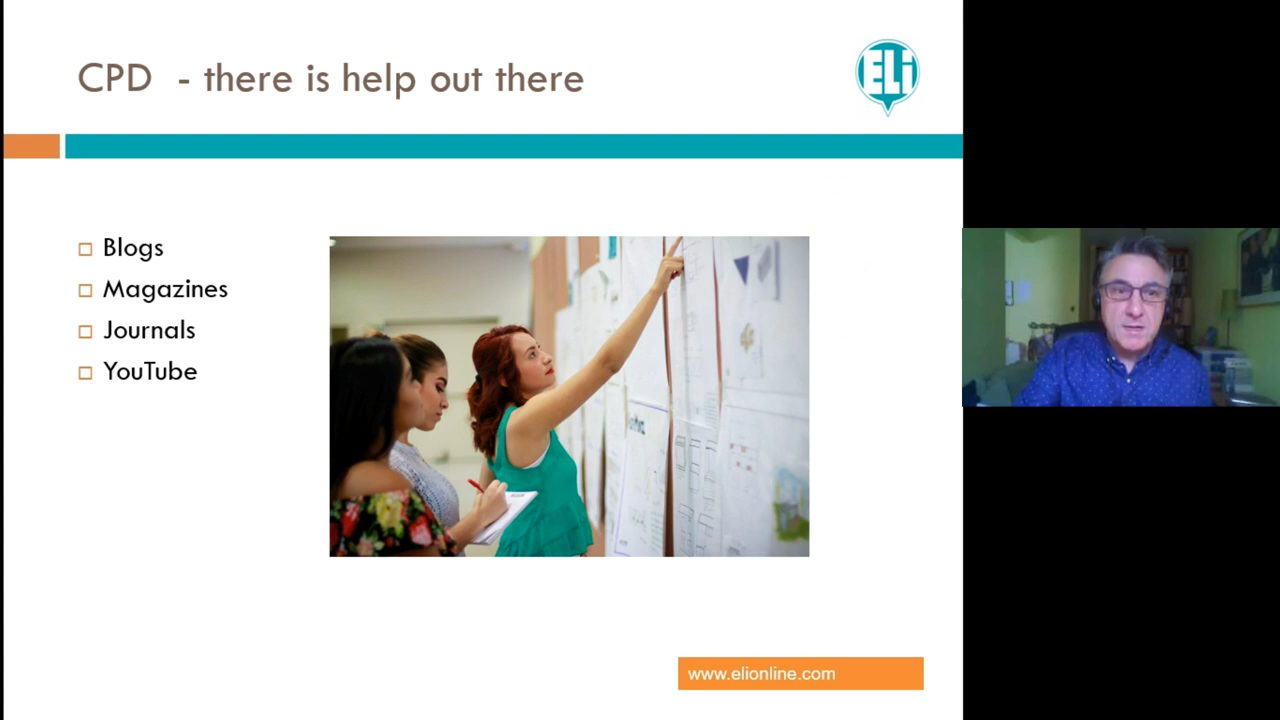 CPD - there is help out there
ELi
Blogs
Magazines
Journals
YouTube
www.elionline.com